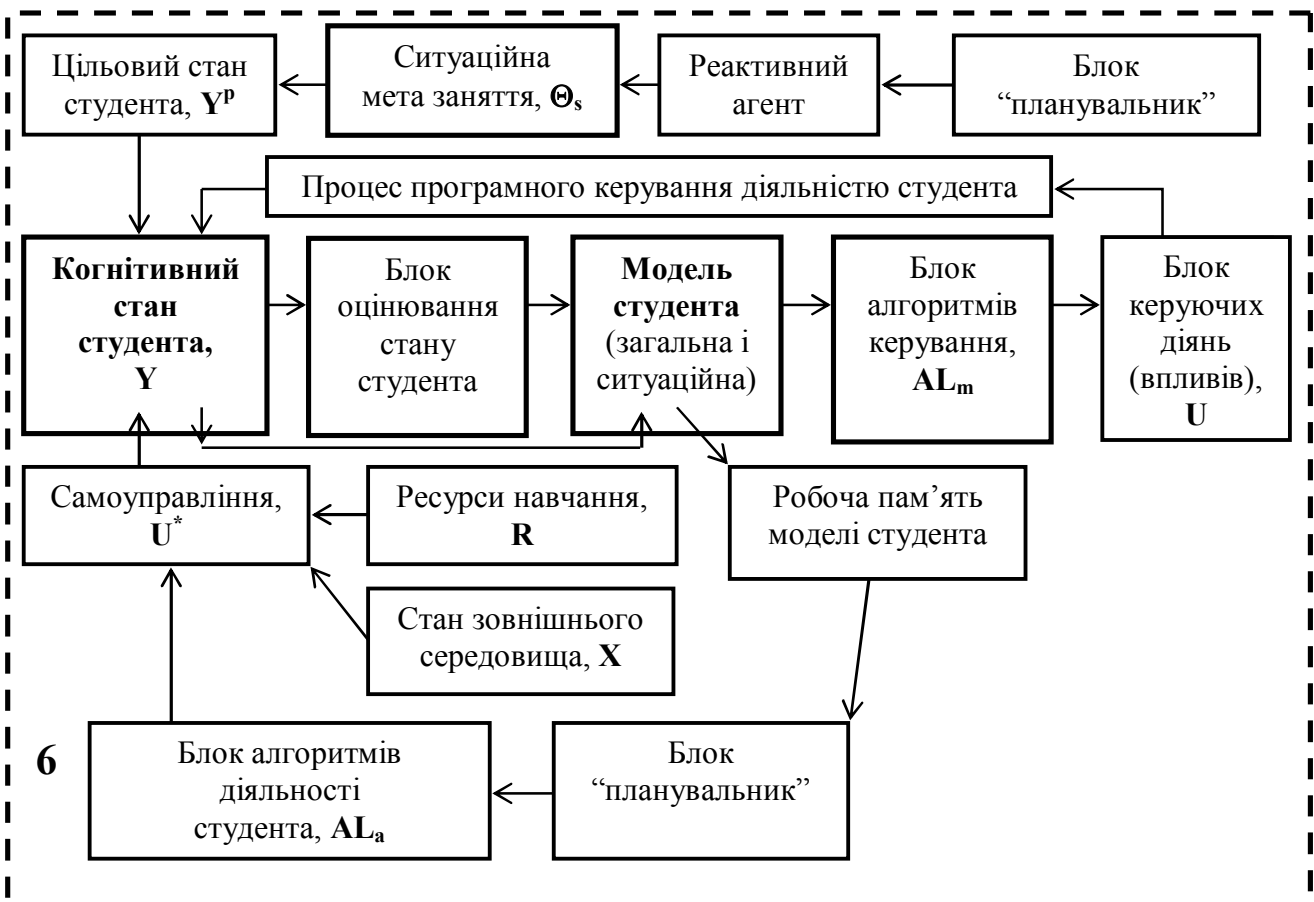 Цільовий стан
студента, Yᵖ
Ситуаційна
мета заняття, Θₛ
Реактивний
агент
Блок
“планувальник”
Процес програмного керування діяльністю студента
Когнітивний
стан
студента,
Y
Блок
оцінювання
стану
студента
Модель
студента
(загальна і
ситуаційна)
Блок
алгоритмів
керування,
ALₘ
Блок
керуючих
діянь
(впливів),
U
Самоуправління,
U*
Ресурси навчання,
R
Робоча пам’ять
моделі студента
Стан зовнішнього
середовища, X
6
Блок алгоритмів
діяльності
студента, ALₐ
Блок
“планувальник”